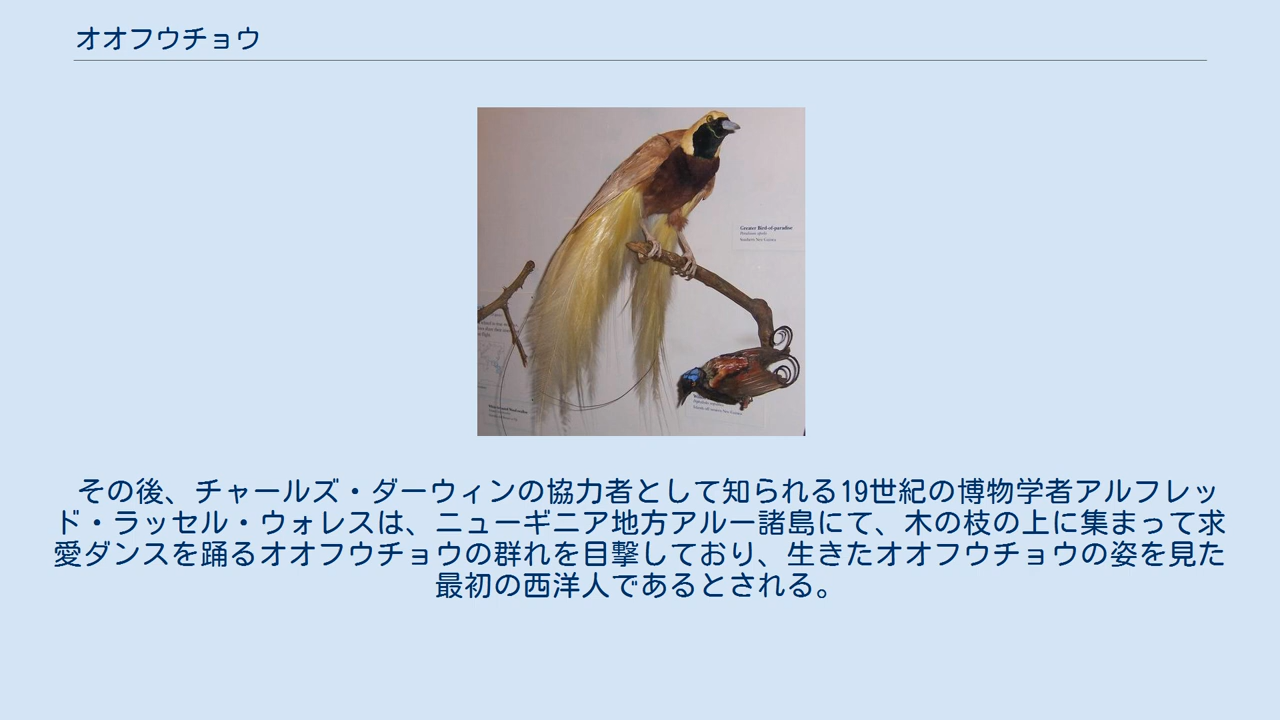 オオフウチョウ
Greater Bird-of-paradise
Southern New Guinea
その後、チャールズ・ダーウィンの協力者として知られる19世紀の博物学者アルフレッ
ド・ラッセル・ウォレスは、ニューギニア地方アルー諸島にて、木の枝の上に集まって求
愛ダンスを踊るオオフウチョウの群れを目撃しており、生きたオオフウチョウの姿を見た
最初の西洋人であるとされる。